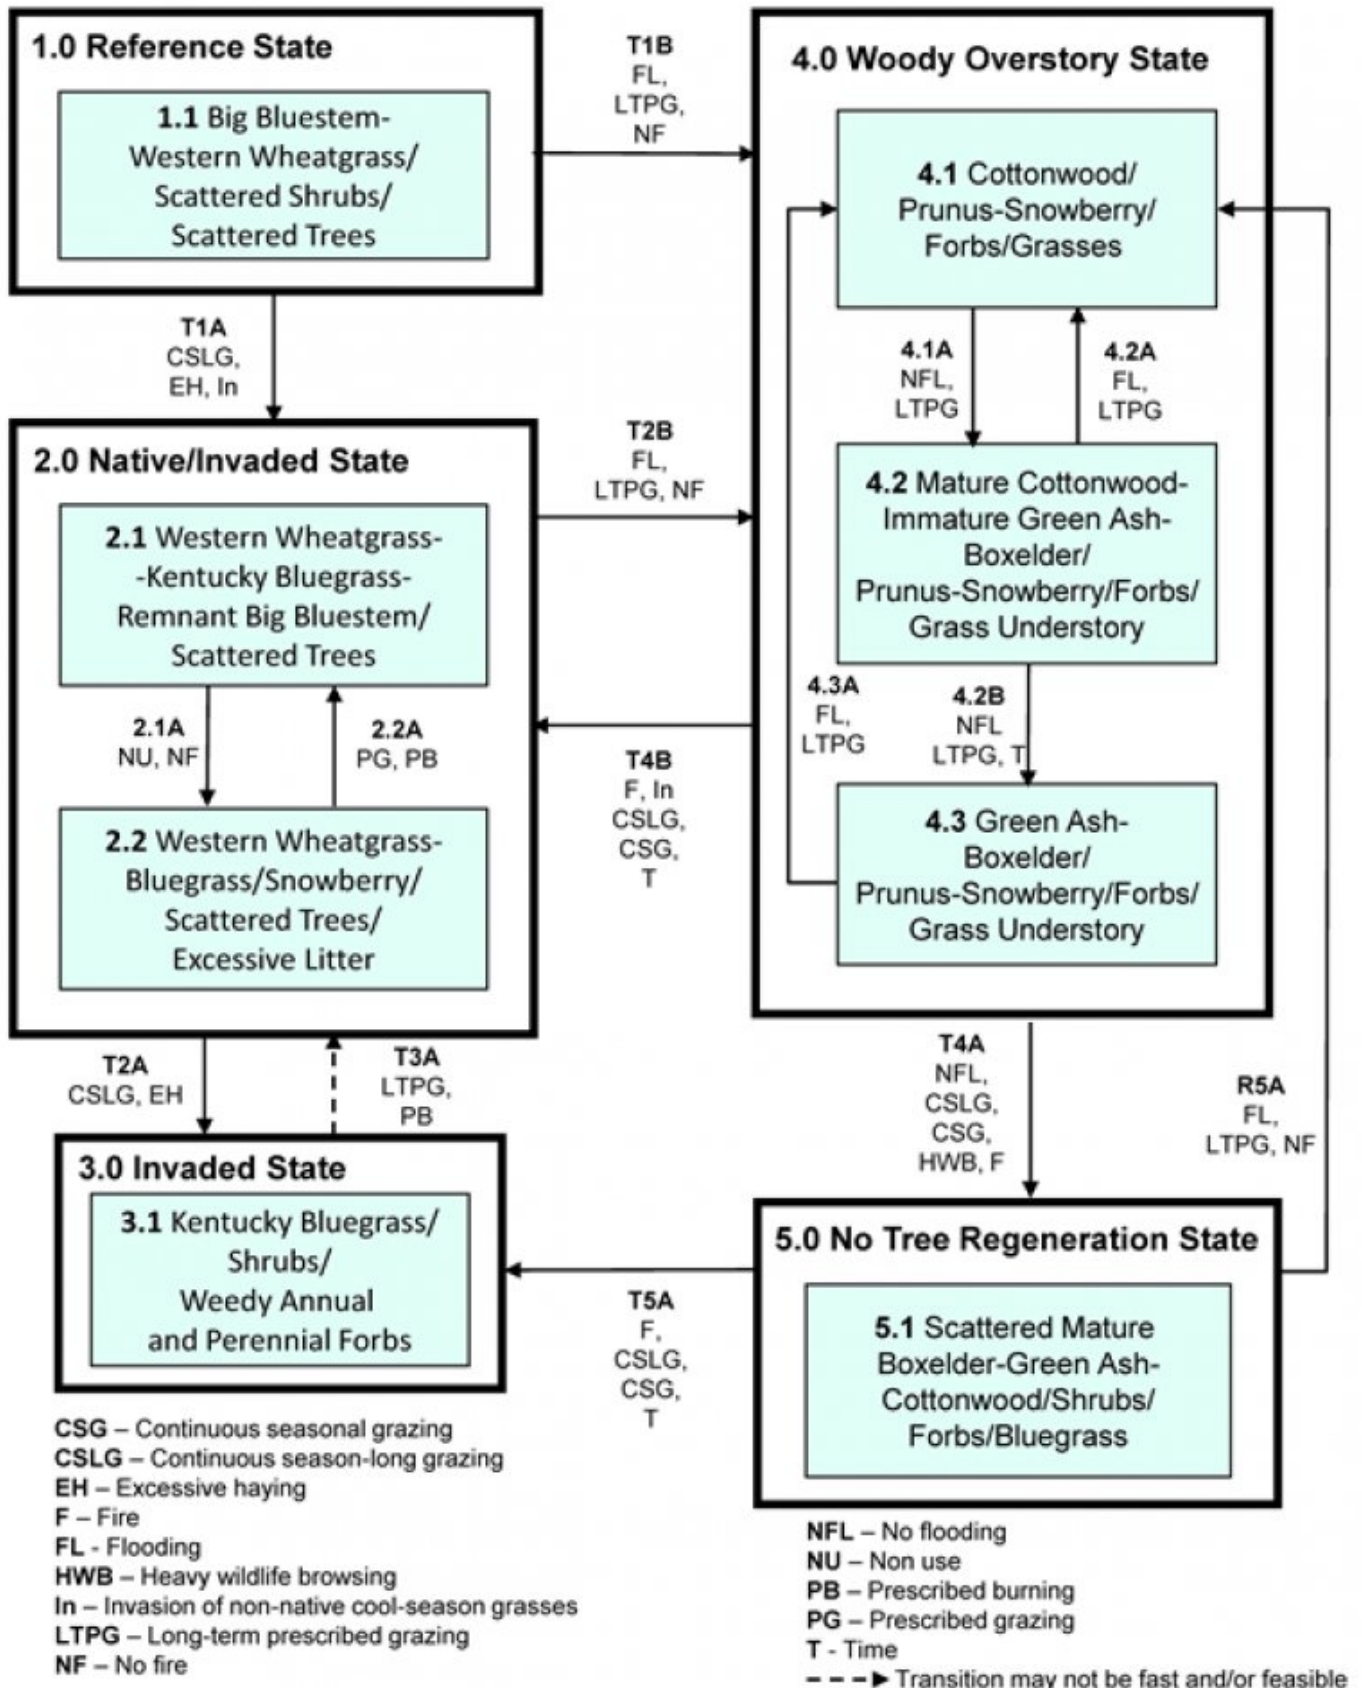 1.0 Reference State
1.1 Big Bluestem-
Western Wheatgrass/
Scattered Shrubs/
Scattered Trees
T1B
FL,
LTPG,
NF
T1A
CSLG,
EH, In
2.0 Native/Invaded State
2.1 Western Wheatgrass-
-Kentucky Bluegrass-
Remnant Big Bluestem/
Scattered Trees
2.1A
NU, NF
2.2A
PG, PB
2.2 Western Wheatgrass-
Bluegrass/Snowberry/
Scattered Trees/
Excessive Litter
T2B
FL,
LTPG, NF
T4B
F, In
CSLG,
CSG,
T
4.0 Woody Overstory State
4.1 Cottonwood/
Prunus-Snowberry/
Forbs/Grasses
4.1A
NFL,
LTPG
4.2A
FL,
LTPG
4.2 Mature Cottonwood-
Immature Green Ash-
Boxelder/
Prunus-Snowberry/Forbs/
Grass Understory
4.3A
FL,
LTPG
4.2B
NFL
LTPG, T
4.3 Green Ash-
Boxelder/
Prunus-Snowberry/Forbs/
Grass Understory
T2A
CSLG, EH
T3A
LTPG,
PB
3.0 Invaded State
3.1 Kentucky Bluegrass/
Shrubs/
Weedy Annual
and Perennial Forbs
T4A
NFL,
CSLG,
CSG,
HWB, F
R5A
FL,
LTPG, NF
T5A
F,
CSLG,
CSG,
T
5.0 No Tree Regeneration State
5.1 Scattered Mature
Boxelder-Green Ash-
Cottonwood/Shrubs/
Forbs/Bluegrass
CSG – Continuous seasonal grazing
CSLG – Continuous season-long grazing
EH – Excessive haying
F – Fire
FL - Flooding
HWB – Heavy wildlife browsing
In – Invasion of non-native cool-season grasses
LTPG – Long-term prescribed grazing
NF – No fire
NFL – No flooding
NU – Non use
PB – Prescribed burning
PG – Prescribed grazing
T - Time
Transition may not be fast and/or feasible